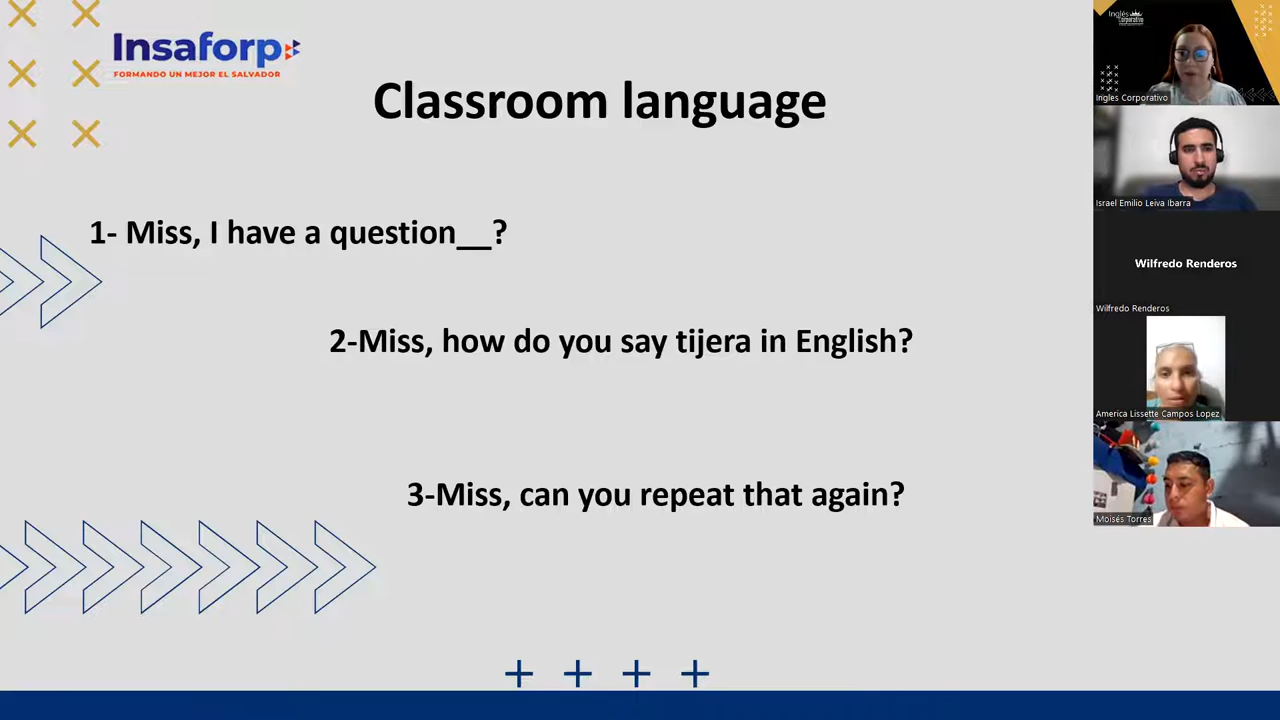 Insaforp
FORMANDO UN MEJOR EL SALVADOR
Classroom language
1- Miss, I have a question__?
2-Miss, how do you say tijera in English?
3-Miss, can you repeat that again?
Inglés
Corporativo
Ingles Corporativo
Israel Emilio Leiva Ibarra
Wilfredo Renderos
Wilfredo Renderos
America Lissette Campos Lopez
Moisés Torres